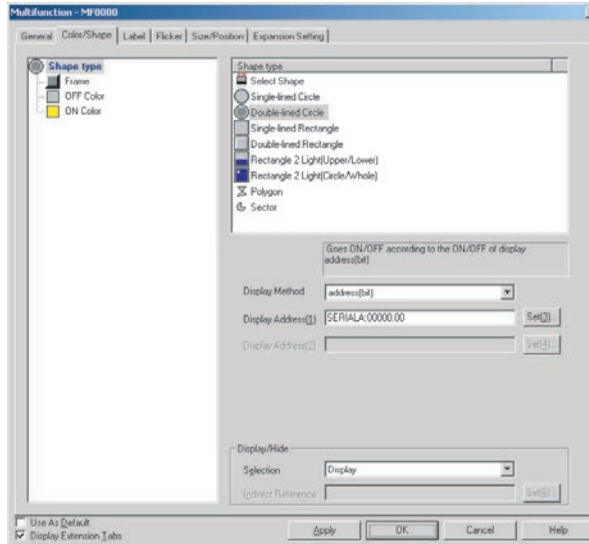 Multifunction - MF0000
General Color/Shape Label Flicker Size/Position Expansion Setting
Shape type
Frame
OFF Color
ON Color
Shape type
Select Shape
Single-lined Circle
Double-lined Circle
Single-lined Rectangle
Double-lined Rectangle
Rectangle 2 Light(Upper/Lower)
Rectangle 2 Light(Circle/Whole)
Polygon
Sector
Goes ON/OFF according to the ON/OFF of display
address(bit)
Display Method address(bit)
Display Address(1) SERIALA:00000.00 Set(3)...
Display Address(2) Set(4)...
Display/Hide
Selection Display
Indirect Reference Set(6)...
Use As Default
Display Extension Tabs
Apply OK Cancel Help